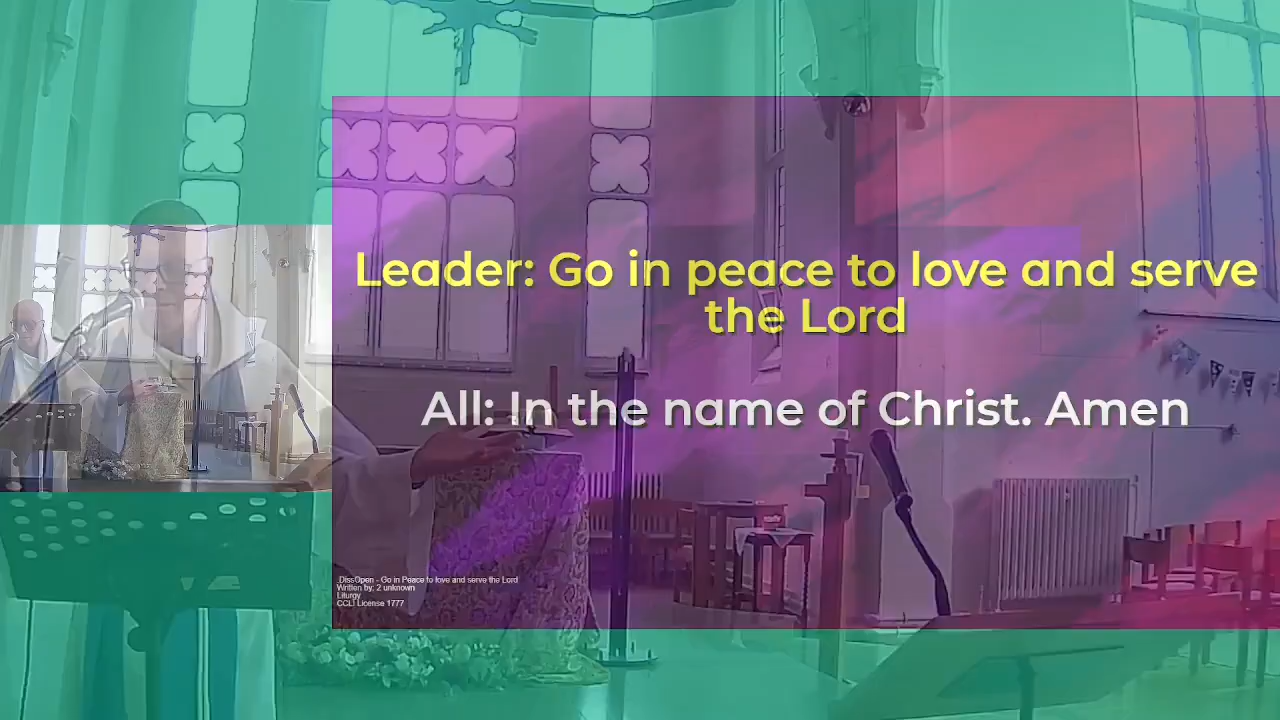 Leader: Go in peace to love and serve
the Lord
All: In the name of Christ. Amen
DissOpen - Go in Peace to love and serve the Lord
Written by: 2 unknown
Liturgy
CCLI License 1777